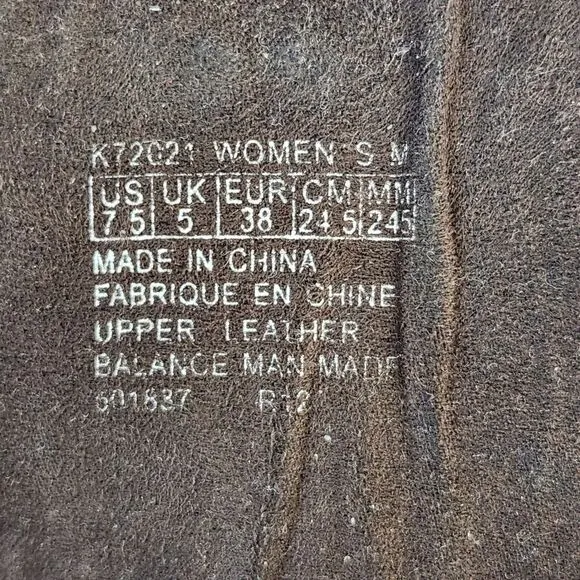 K72021 WOMEN'S M
US UK EUR CM MM
7.5 5 38 24.5 245
MADE IN CHINA
FABRIQUE EN CHINE
UPPER LEATHER
BALANCE MAN MADE
501837 R12